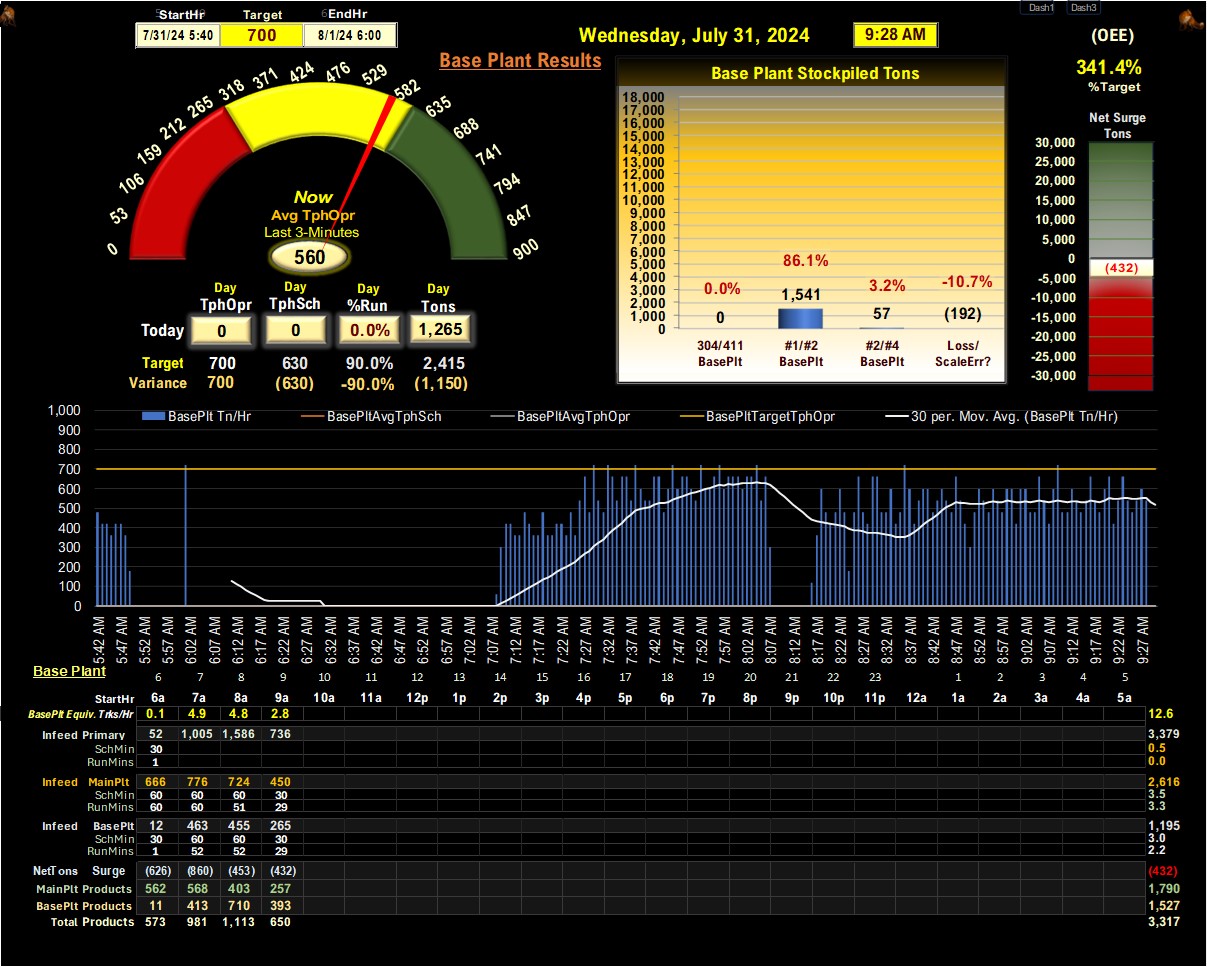 StartHr Target EndHr
7/31/24 5:40 700 8/1/24 6:00
Wednesday, July 31, 2024 9:28 AM
Dash1 Dash3
(OEE)
341.4%
%Target
Base Plant Results
0 53 106 159 212 265 318 371 424 476 529 582 635 688 741 794 847 900
Now
Avg TphOpr
Last 3-Minutes
560
Day Day Day Day
TphOpr TphSch %Run Tons
Today 0 0 0.0% 1,265
Target 700 630 90.0% 2,415
Variance 700 (630) -90.0% (1,150)
Base Plant Stockpiled Tons
18,000
17,000
16,000
15,000
14,000
13,000
12,000
11,000
10,000
9,000
8,000
7,000
6,000
5,000
4,000
3,000
2,000
1,000
0
0.0% 86.1% 3.2% -10.7%
0 1,541 57 (192)
304/411 #1/#2 #2/#4 Loss/
BasePlt BasePlt BasePlt ScaleErr?
Net Surge
Tons
30,000
25,000
20,000
15,000
10,000
5,000
0
-5,000
-10,000
-15,000
-20,000
-25,000
-30,000
(432)
BasePlt Tn/Hr BasePltAvgTphSch BasePltAvgTphOpr BasePltTargetTphOpr 30 per. Mov. Avg. (BasePlt Tn/Hr)
1,000
900
800
700
600
500
400
300
200
100
0
5:42 AM 5:47 AM 5:52 AM 5:57 AM 6:02 AM 6:07 AM 6:12 AM 6:17 AM 6:22 AM 6:27 AM 6:32 AM 6:37 AM 6:42 AM 6:47 AM 6:52 AM 6:57 AM 7:02 AM 7:07 AM 7:12 AM 7:17 AM 7:22 AM 7:27 AM 7:32 AM 7:37 AM 7:42 AM 7:47 AM 7:52 AM 7:57 AM 8:02 AM 8:07 AM 8:12 AM 8:17 AM 8:22 AM 8:27 AM 8:32 AM 8:37 AM 8:42 AM 8:47 AM 8:52 AM 8:57 AM 9:02 AM 9:07 AM 9:12 AM 9:17 AM 9:22 AM 9:27 AM
Base Plant
6 7 8 9 10 11 12 13 14 15 16 17 18 19 20 21 22 23 1 2 3 4 5
StartHr 6a 7a 8a 9a 10a 11a 12p 1p 2p 3p 4p 5p 6p 7p 8p 9p 10p 11p 12a 1a 2a 3a 4a 5a
BasePlt Equiv. Trks/Hr 0.1 4.9 4.8 2.8 12.6
Infeed Primary 52 1,005 1,586 736 3,379
SchMin 30 0.5
RunMins 1 0.0
Infeed MainPlt 666 776 724 450 2,616
SchMin 60 60 60 30 3.5
RunMins 60 60 51 29 3.3
Infeed BasePlt 12 463 455 265 1,195
SchMin 30 60 60 30 3.0
RunMins 1 52 52 29 2.2
NetTons Surge (626) (860) (453) (432) (432)
MainPlt Products 562 568 403 257 1,790
BasePlt Products 11 413 710 393 1,527
Total Products 573 981 1,113 650 3,317